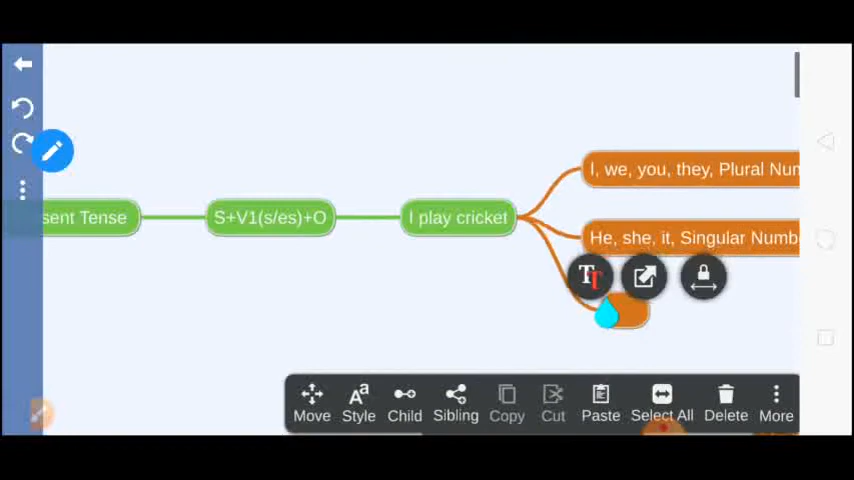 I, we, you, they, Plural Num
sent Tense
S+V1(s/es)+O
I play cricket
He, she, it, Singular Numb
Move
Style
Child
Sibling
Copy
Cut
Paste
Select All
Delete
More